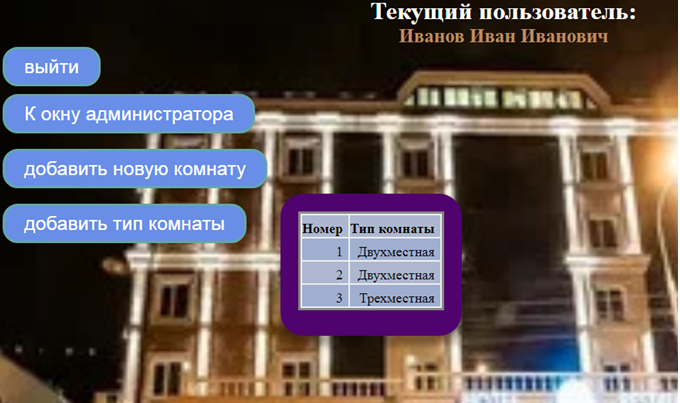 Текущий пользователь:
Иванов Иван Иванович
выйти
К окну администратора
добавить новую комнату
добавить тип комнаты
Номер Тип комнаты
1 Двухместная
2 Двухместная
3 Трехместная